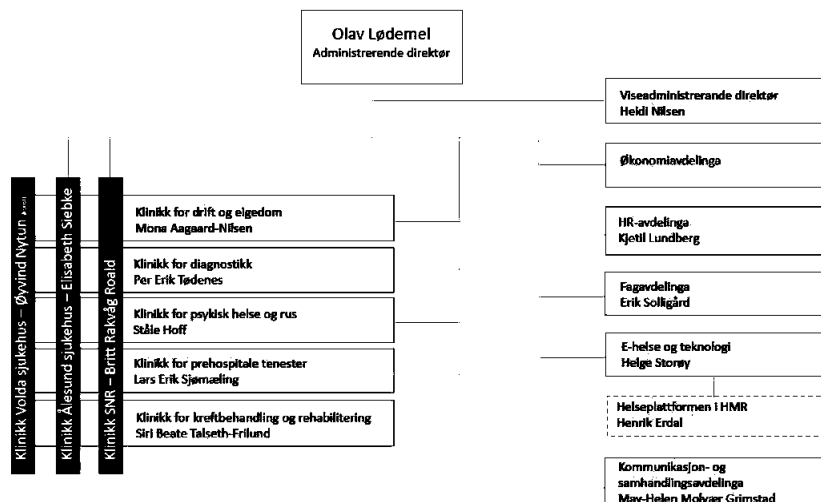 Olav Lødemel
Administrerende direktør
Viseadministrerande direktør
Heidi Nilsen
Økonomiavdelinga
HR-avdelinga
Kjetil Lundberg
Fagavdelinga
Erik Solligård
E-helse og teknologi
Helge Storøy
Helseplattformen i HMR
Henrik Erdal
Kommunikasjon- og
samhandlingsavdelinga
May-Helen Molvær Grimstad
Klinikk Volda sjukehus – Øyvind Nytun
Klinikk Ålesund sjukehus – Elisabeth Siebke
Klinikk SNR – Britt Rakvåg Roald
Klinikk for drift og eigedom
Mona Aagaard-Nilsen
Klinikk for diagnostikk
Per Erik Tødenes
Klinikk for psykisk helse og rus
Ståle Hoff
Klinikk for prehospitale tenester
Lars Erik Sjømæling
Klinikk for kreftbehandling og rehabilitering
Siri Beate Talseth-Frilund